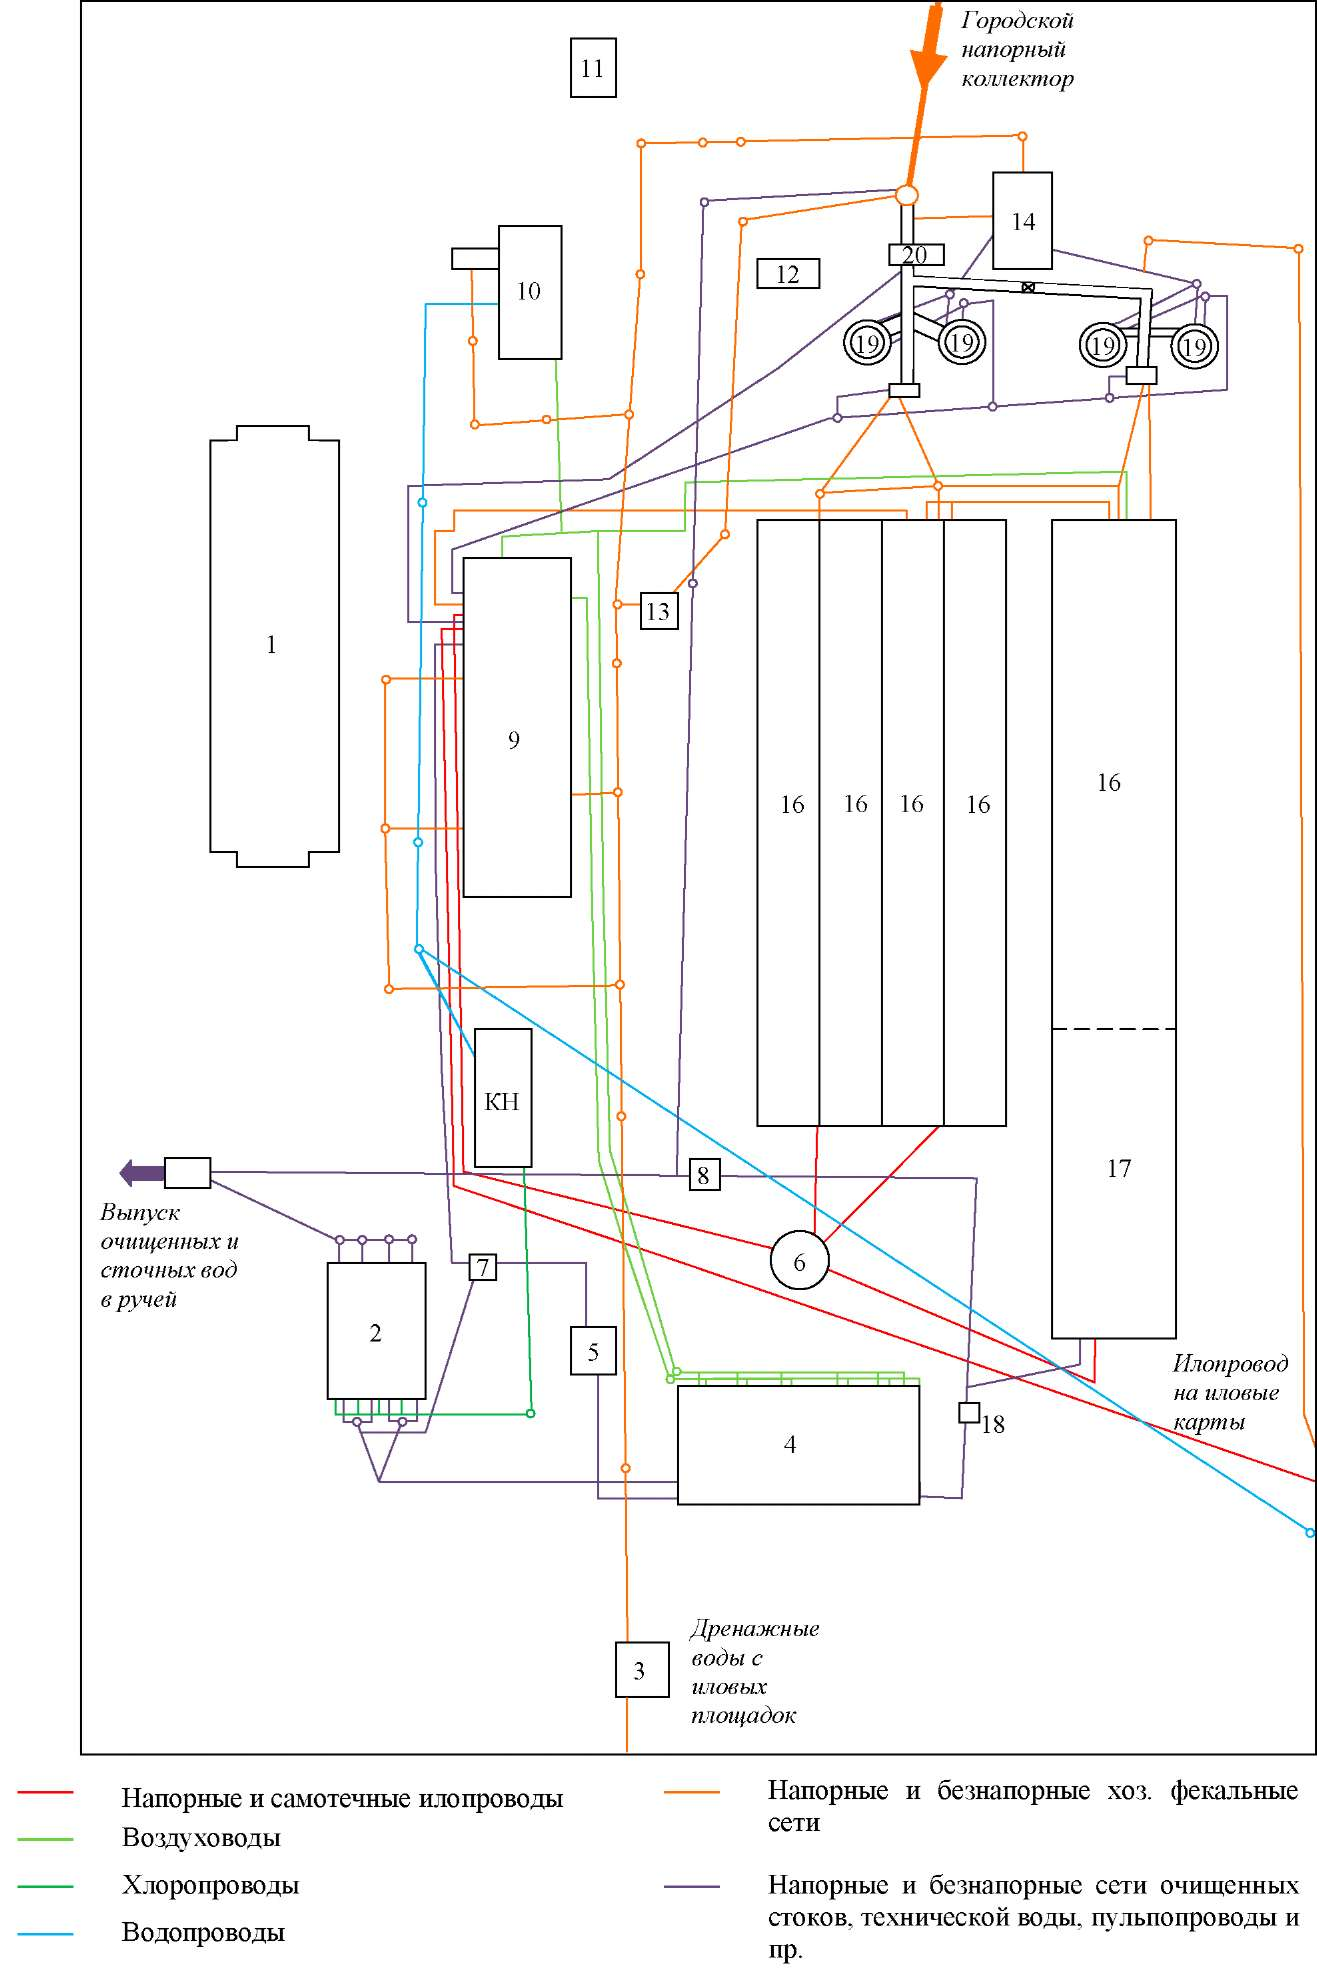 Городской
напорный
коллектор
11
14
20
12
10
19
19
19
19
13
1
9
16
16
16
16
16
КН
17
8
Выпуск
очищенных и
сточных вод
в ручей
6
7
2
5
Илопровод
на иловые
карты
4
18
Дренажные
воды с
иловых
площадок
3
Напорные и самотечные илопроводы
Воздуховоды
Хлоропроводы
Водопроводы
Напорные и безнапорные хоз. фекальные
сети
Напорные и безнапорные сети очищенных
стоков, технической воды, пульпопроводы и
пр.